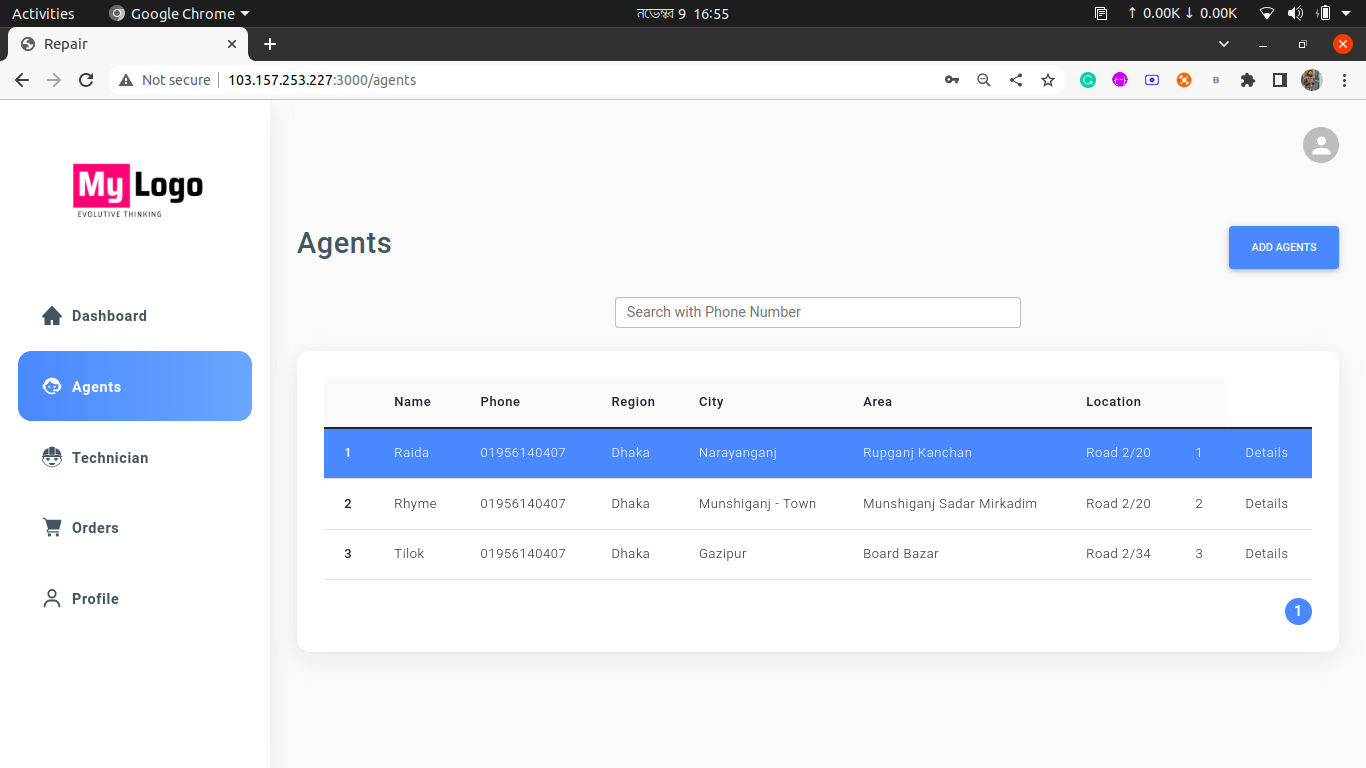 Activities Google Chrome নভেম্বর 9 16:55 ↑ 0.00K ↓ 0.00K
Repair
Not secure 103.157.253.227:3000/agents B
My Logo
EVOLUTIVE THINKING
Agents
ADD AGENTS
Search with Phone Number
Dashboard
Agents
Technician
Orders
Profile
Name Phone Region City Area Location
1 Raida 01956140407 Dhaka Narayanganj Rupganj Kanchan Road 2/20 1 Details
2 Rhyme 01956140407 Dhaka Munshiganj - Town Munshiganj Sadar Mirkadim Road 2/20 2 Details
3 Tilok 01956140407 Dhaka Gazipur Board Bazar Road 2/34 3 Details
1